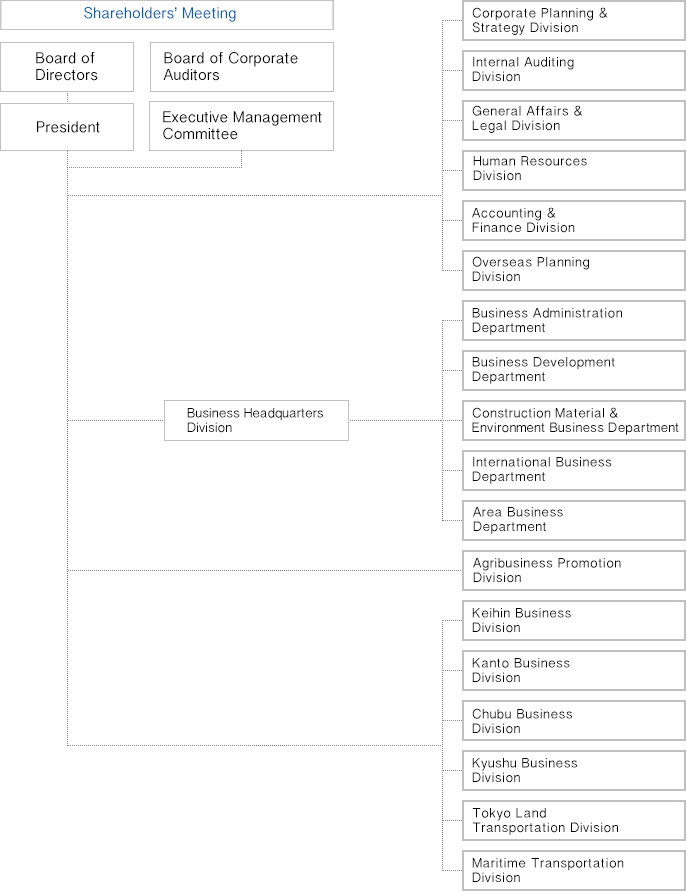 Shareholders' Meeting
Board of
Directors
Board of Corporate
Auditors
President
Executive Management
Committee
Corporate Planning &
Strategy Division
Internal Auditing
Division
General Affairs &
Legal Division
Human Resources
Division
Accounting &
Finance Division
Overseas Planning
Division
Business Headquarters
Division
Business Administration
Department
Business Development
Department
Construction Material &
Environment Business Department
International Business
Department
Area Business
Department
Agribusiness Promotion
Division
Keihin Business
Division
Kanto Business
Division
Chubu Business
Division
Kyushu Business
Division
Tokyo Land
Transportation Division
Maritime Transportation
Division